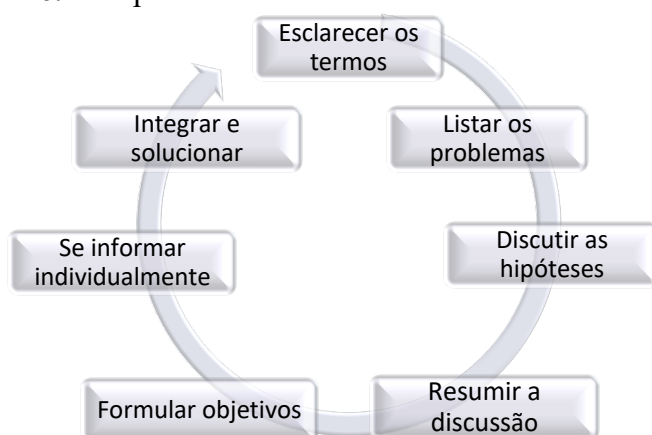 Esclarecer os
termos
Listar os
problemas
Discutir as
hipóteses
Resumir a
discussão
Formular objetivos
Se informar
individualmente
Integrar e
solucionar